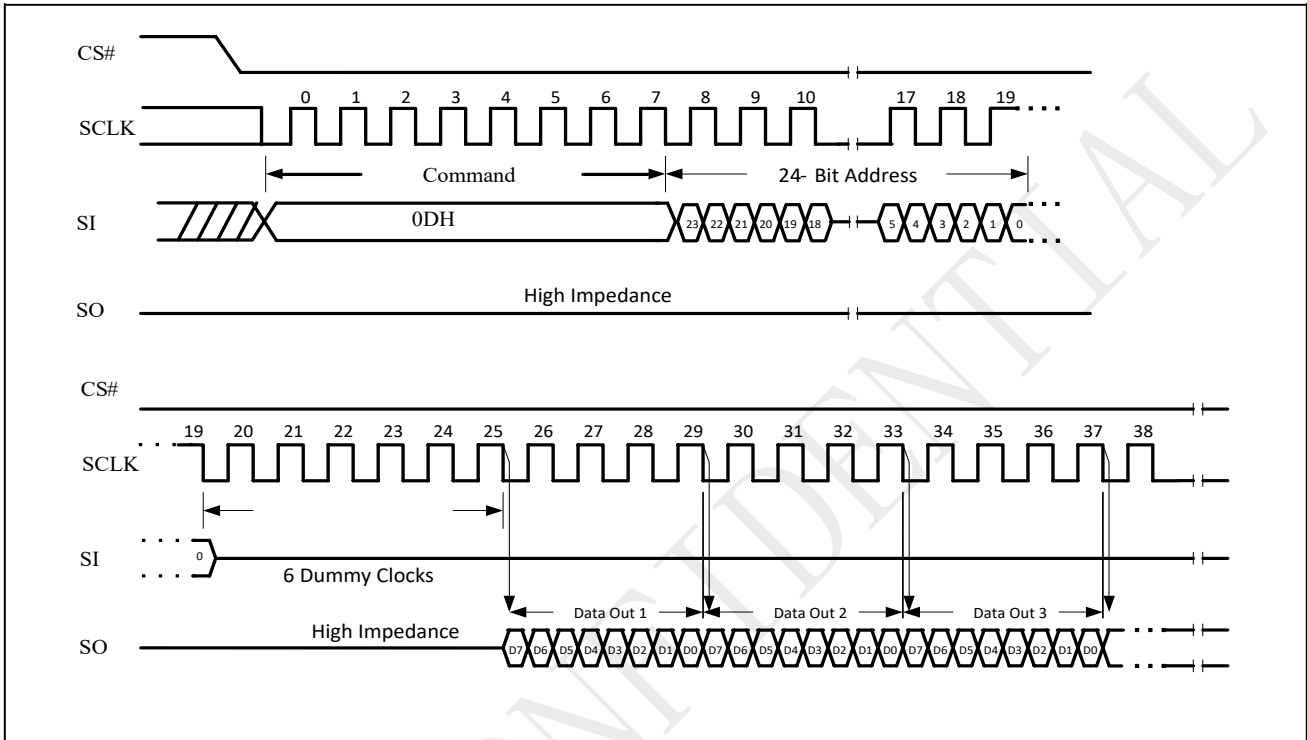 CS#
0 1 2 3 4 5 6 7 8 9 10 17 18 19
SCLK
Command 24- Bit Address
SI 0DH 23 22 21 20 19 18 5 4 3 2 1 0
High Impedance
SO
CS#
19 20 21 22 23 24 25 26 27 28 29 30 31 32 33 34 35 36 37 38
SCLK
SI 0
6 Dummy Clocks
Data Out 1 Data Out 2 Data Out 3
High Impedance
SO D7 D6 D5 D4 D3 D2 D1 D0 D7 D6 D5 D4 D3 D2 D1 D0 D7 D6 D5 D4 D3 D2 D1 D0